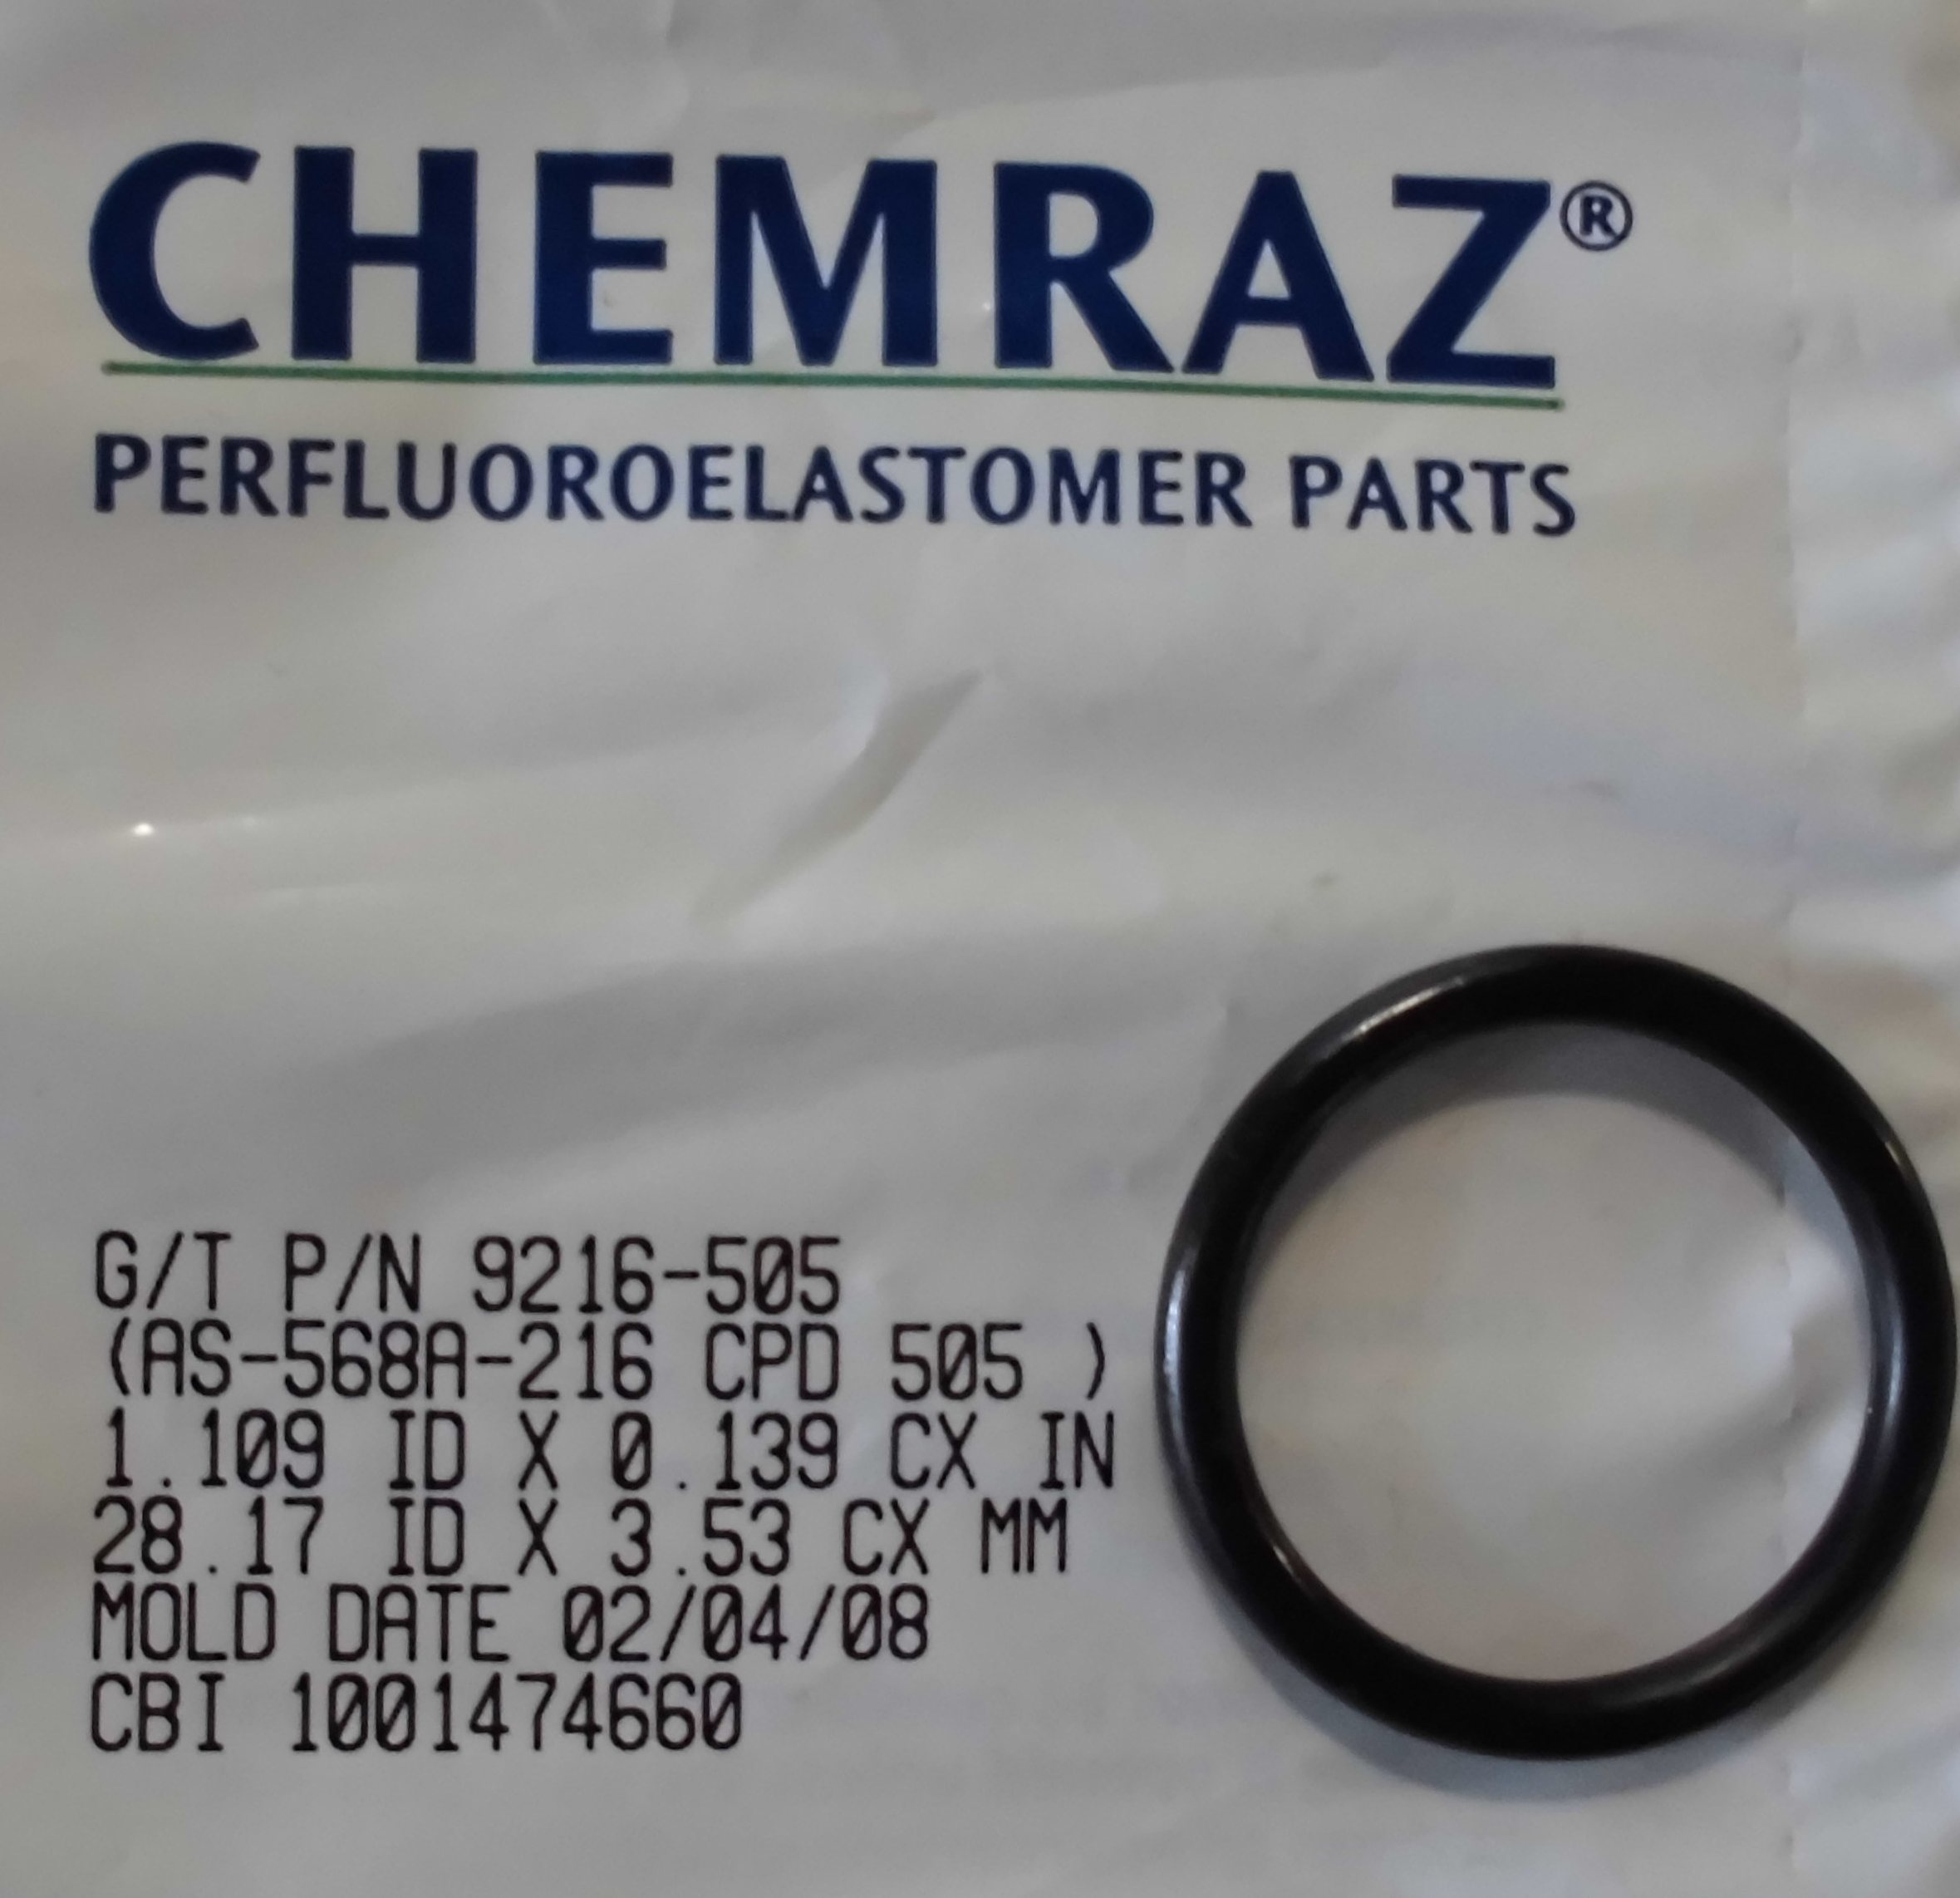 CHEMRAZ®
PERFLUOROELASTOMER PARTS
G/T P/N 9216-505
(AS-568A-216 CPD 505 )
1.109 ID X 0.139 CX IN
28.17 ID X 3.53 CX MM
MOLD DATE 02/04/08
CBI 1001474660